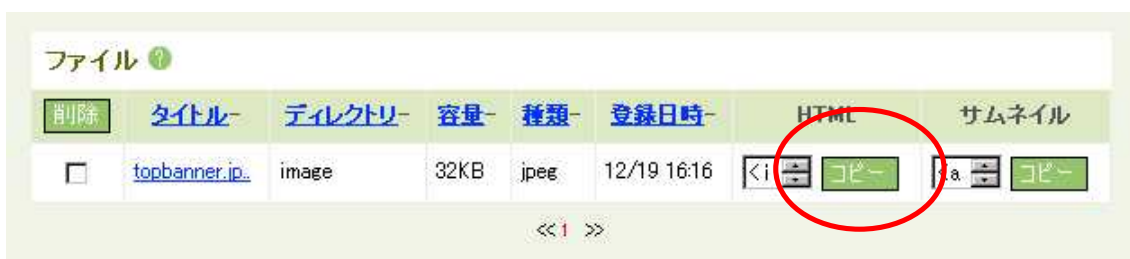 ファイル ?
削除 タイトル- ディレクトリ- 容量- 種類- 登録日時- HTML サムネイル
topbanner.jp.. image 32KB jpeg 12/19 16:16 <i コピー <a コピー
<<1 >>